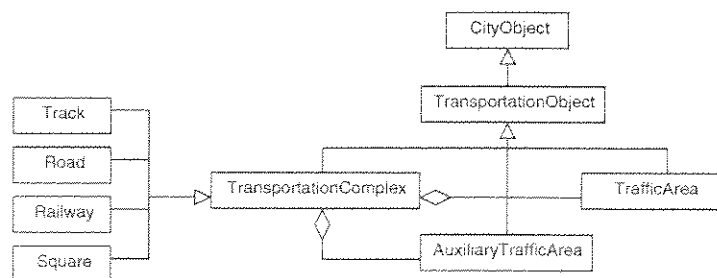 CityObject
TransportationObject
Track
Road
TransportationComplex
TrafficArea
Railway
AuxiliaryTrafficArea
Square